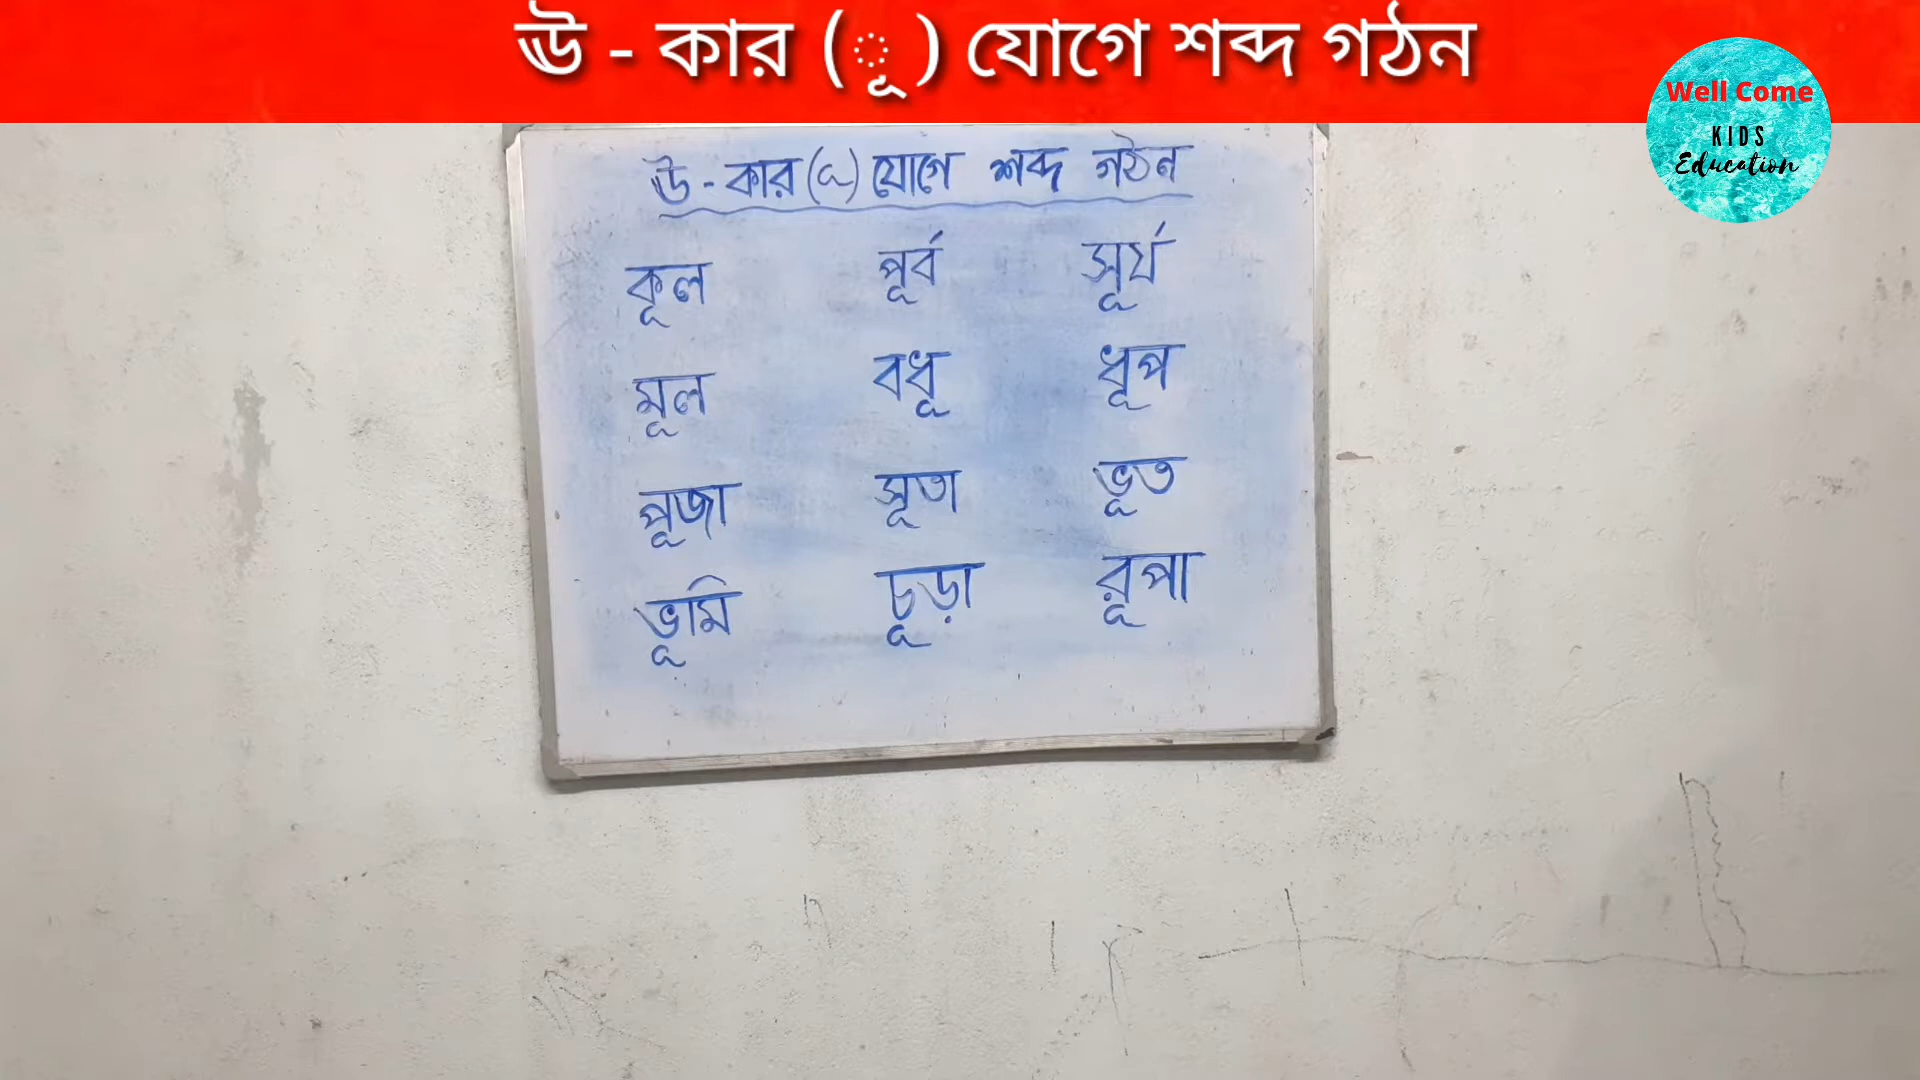 ঊ - কার (ূ) যোগে শব্দ গঠন
Well Come
KIDS
Education
ঊ - কার (ূ) যোগে শব্দ গঠন
কূল পূর্ব সূর্য
মূল বধূ ধূপ
পূজা সূতা ভূত
ভূমি চূড়া রূপা